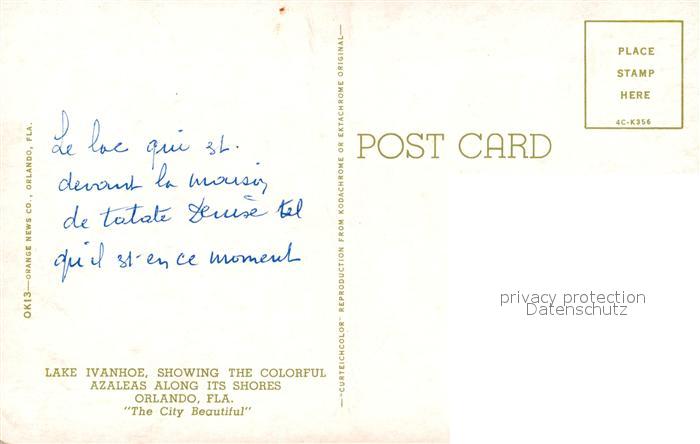 Le lac qui est.
devant la maison
de tatate Denise tel
qu'il est en ce moment
OK13—ORANGE NEWS CO., ORLANDO, FLA.
LAKE IVANHOE, SHOWING THE COLORFUL
AZALEAS ALONG ITS SHORES
ORLANDO, FLA.
"The City Beautiful"
—"CURTEICHCOLOR" REPRODUCTION FROM KODACHROME OR EKTACHROME ORIGINAL—
POST CARD
PLACE
STAMP
HERE
4C-K356
privacy protection
Datenschutz